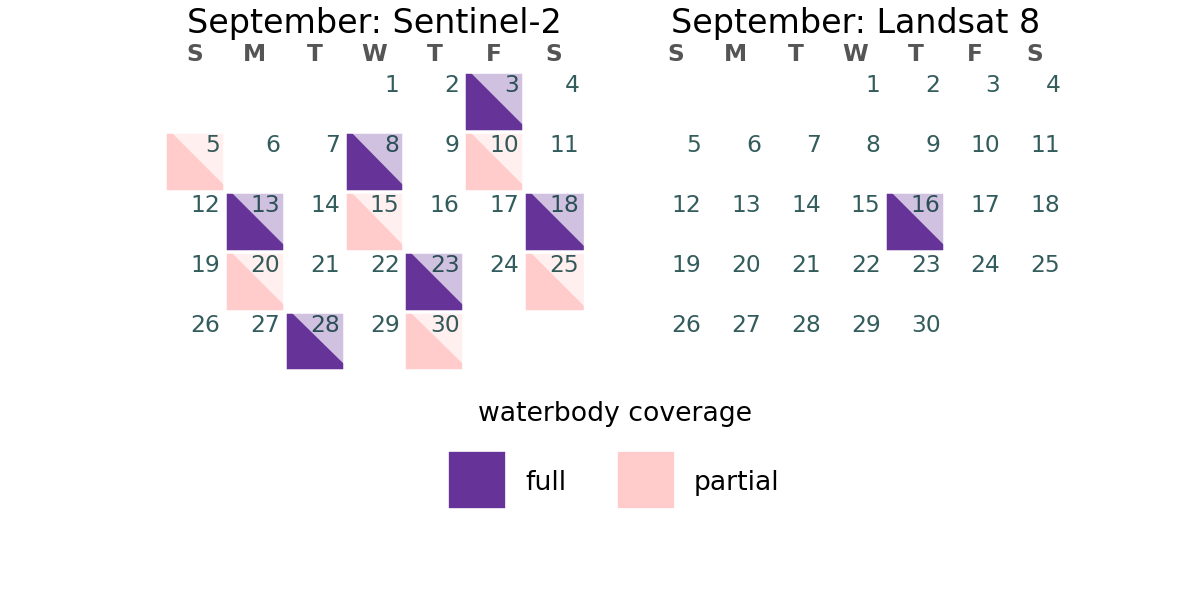 September: Sentinel-2
S M T W T F S
1 2 3 4
5 6 7 8 9 10 11
12 13 14 15 16 17 18
19 20 21 22 23 24 25
26 27 28 29 30
September: Landsat 8
S M T W T F S
1 2 3 4
5 6 7 8 9 10 11
12 13 14 15 16 17 18
19 20 21 22 23 24 25
26 27 28 29 30
waterbody coverage
full partial